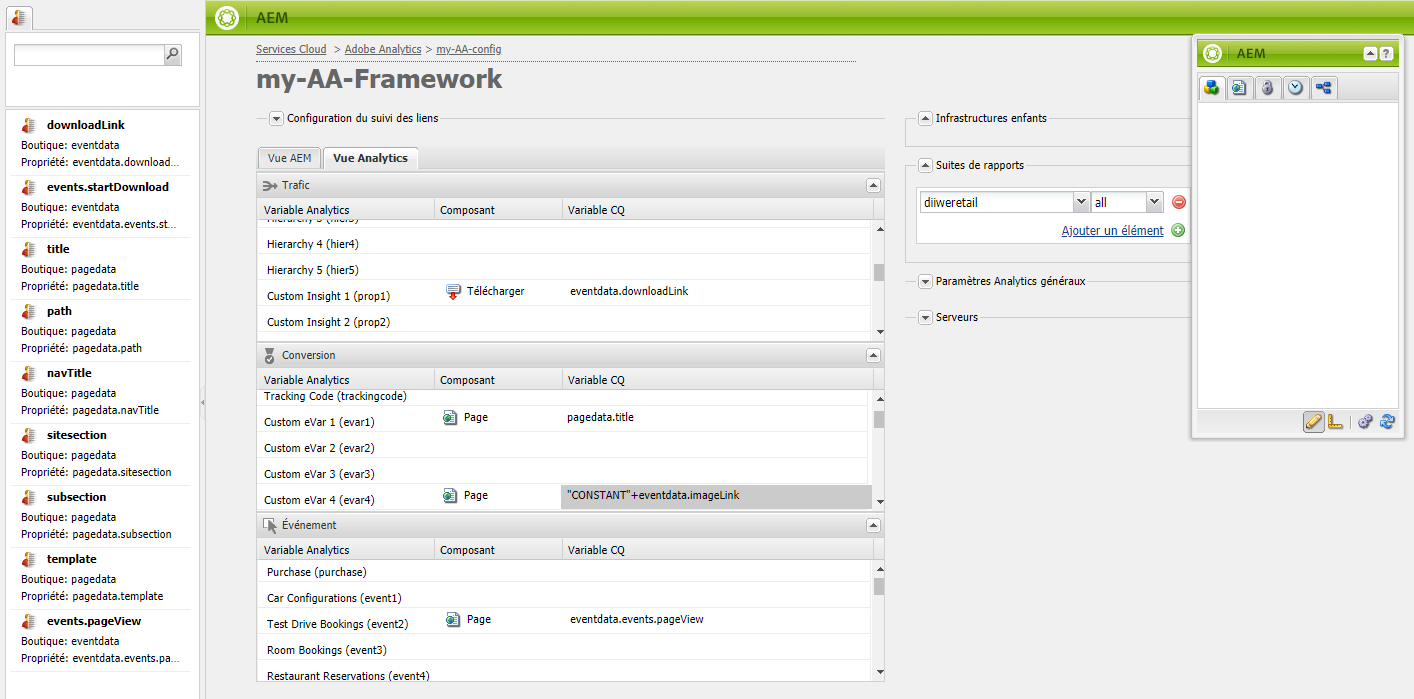 downloadLink
Boutique: eventdata
Propriété: eventdata.download...
events.startDownload
Boutique: eventdata
Propriété: eventdata.events.st...
title
Boutique: pagedata
Propriété: pagedata.title
path
Boutique: pagedata
Propriété: pagedata.path
navTitle
Boutique: pagedata
Propriété: pagedata.navTitle
sitesection
Boutique: pagedata
Propriété: pagedata.sitesection
subsection
Boutique: pagedata
Propriété: pagedata.subsection
template
Boutique: pagedata
Propriété: pagedata.template
events.pageView
Boutique: eventdata
Propriété: eventdata.events.pa...
AEM
Services Cloud > Adobe Analytics > my-AA-config
my-AA-Framework
Configuration du suivi des liens
Vue AEM Vue Analytics
Trafic
Variable Analytics Composant Variable CQ
Hierarchy 3 (hier3)
Hierarchy 4 (hier4)
Hierarchy 5 (hier5)
Custom Insight 1 (prop1) Télécharger eventdata.downloadLink
Custom Insight 2 (prop2)
Conversion
Variable Analytics Composant Variable CQ
Tracking Code (trackingcode)
Custom eVar 1 (evar1) Page pagedata.title
Custom eVar 2 (evar2)
Custom eVar 3 (evar3)
Custom eVar 4 (evar4) Page "CONSTANT"+eventdata.imageLink
Événement
Variable Analytics Composant Variable CQ
Purchase (purchase)
Car Configurations (event1)
Test Drive Bookings (event2) Page eventdata.events.pageView
Room Bookings (event3)
Restaurant Reservations (event4)
Infrastructures enfants
Suites de rapports
diiweretail all
Ajouter un élément
Paramètres Analytics généraux
Serveurs
AEM
?